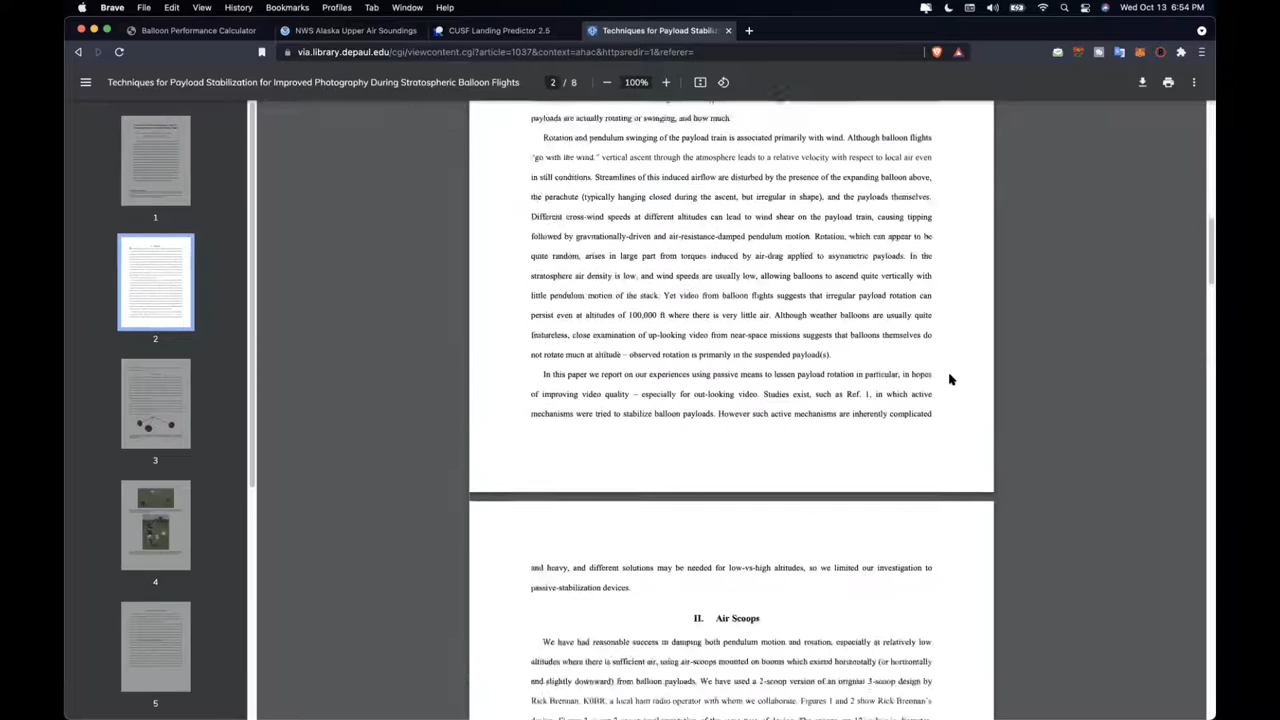 Brave File Edit View History Bookmarks Profiles Tab Window Help Wed Oct 13 6:54 PM
Balloon Performance Calculator NWS Alaska Upper Air Soundings CUSF Landing Predictor 2.5 Techniques for Payload Stabiliz
via.library.depaul.edu/cgi/viewcontent.cgi?article=1037&context=ahac&httpsredir=1&referer=
Techniques for Payload Stabilization for Improved Photography During Stratospheric Balloon Flights 2 / 8 100%
payloads are actually rotating or swinging, and how much.
Rotation and pendulum swinging of the payload train is associated primarily with wind. Although balloon flights
"go with the wind," vertical ascent through the atmosphere leads to a relative velocity with respect to local air even
in still conditions. Streamlines of this induced airflow are disturbed by the presence of the expanding balloon above,
the parachute (typically hanging closed during the ascent, but irregular in shape), and the payloads themselves.
Different cross-wind speeds at different altitudes can lead to wind shear on the payload train, causing tipping
followed by gravitationally-driven and air-resistance-damped pendulum motion. Rotation, which can appear to be
quite random, arises in large part from torques induced by air-drag applied to asymmetric payloads. In the
stratosphere air density is low, and wind speeds are usually low, allowing balloons to ascend quite vertically with
little pendulum motion of the stack. Yet video from balloon flights suggests that irregular payload rotation can
persist even at altitudes of 100,000 ft where there is very little air. Although weather balloons are usually quite
featureless, close examination of up-looking video from near-space missions suggests that balloons themselves do
not rotate much at altitude – observed rotation is primarily in the suspended payload(s).
In this paper we report on our experiences using passive means to lessen payload rotation in particular, in hopes
of improving video quality – especially for out-looking video. Studies exist, such as Ref. 1, in which active
mechanisms were tried to stabilize balloon payloads. However such active mechanisms are inherently complicated
and heavy, and different solutions may be needed for low-vs-high altitudes, so we limited our investigation to
passive-stabilization devices.
II. Air Scoops
We have had reasonable success in damping both pendulum motion and rotation, especially at relatively low
altitudes where there is sufficient air, using air-scoops mounted on booms which extend horizontally (or horizontally
and slightly downward) from balloon payloads. We have used a 2-scoop version of an original 3-scoop design by
Rick Brennan, K0BR, a local ham radio operator with whom we collaborate. Figures 1 and 2 show Rick Brennan's
1
2
3
4
5